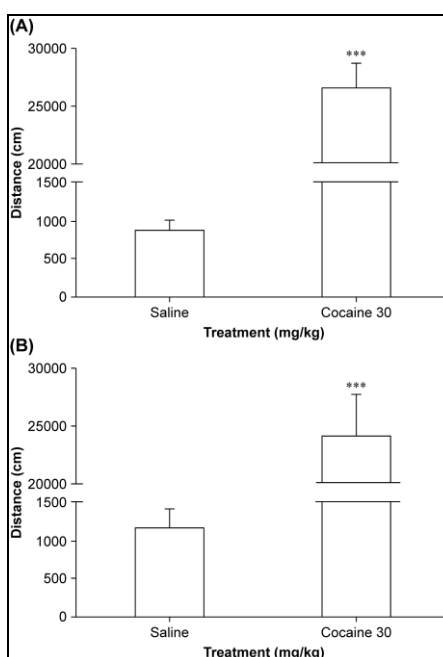 (A)
30000
***
25000
Distance (cm)
20000
1500
1000
500
0
Saline Cocaine 30
Treatment (mg/kg)
(B)
30000
***
25000
Distance (cm)
20000
1500
1000
500
0
Saline Cocaine 30
Treatment (mg/kg)